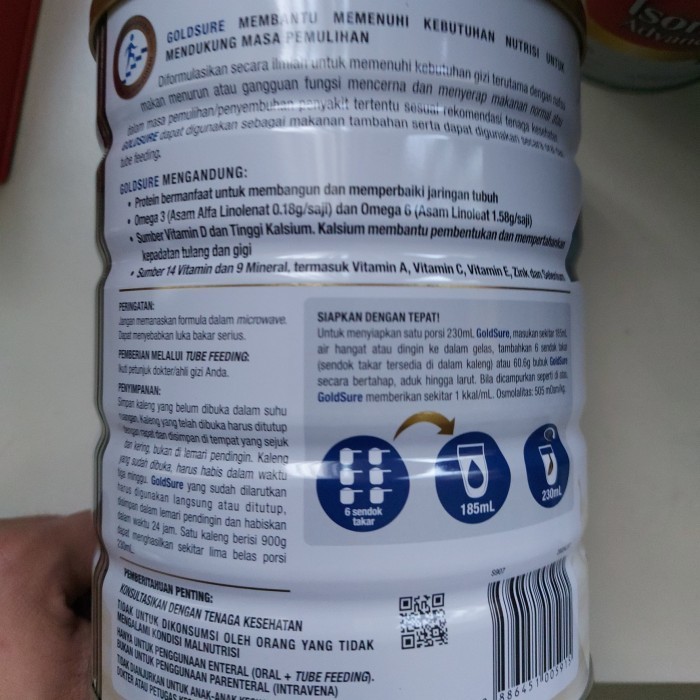 GOLDSURE MEMBANTU MEMENUHI KEBUTUHAN NUTRISI UNTUK
MENDUKUNG MASA PEMULIHAN
Diformulasikan secara ilmiah untuk memenuhi kebutuhan gizi terutama dengan
makan menurun atau gangguan fungsi mencerna dan menyerap makanan normal
dalam masa pemulihan/penyembuhan penyakit tertentu sesuai rekomendasi tenaga kesehatan.
GOLDSURE dapat digunakan sebagai makanan tambahan serta dapat digunakan secara
tube feeding.
GOLDSURE MENGANDUNG:
• Protein bermanfaat untuk membangun dan memperbaiki jaringan tubuh
• Omega 3 (Asam Alfa Linolenat 0.18g/saji) dan Omega 6 (Asam Linoleat 1.58g/saji)
• Sumber Vitamin D dan Tinggi Kalsium. Kalsium membantu pembentukan dan mempertahankan
kepadatan tulang dan gigi
• Sumber 14 Vitamin dan 9 Mineral, termasuk Vitamin A, Vitamin C, Vitamin E, Zink dan Selenium
PERINGATAN:
Jangan memanaskan formula dalam microwave.
Dapat menyebabkan luka bakar serius.
PEMBERIAN MELALUI TUBE FEEDING:
Ikuti petunjuk dokter/ahli gizi Anda.
PENYIMPANAN:
Simpan kaleng yang belum dibuka dalam suhu
ruangan. Kaleng yang telah dibuka harus ditutup
dengan rapat dan disimpan di tempat yang sejuk
dan kering, bukan di lemari pendingin. Kaleng
yang sudah dibuka, harus habis dalam waktu
tiga minggu. GoldSure yang sudah dilarutkan
harus digunakan langsung atau ditutup,
disimpan dalam lemari pendingin dan habiskan
dalam waktu 24 jam. Satu kaleng berisi 900g
dapat menghasilkan sekitar lima belas porsi
230mL.
SIAPKAN DENGAN TEPAT!
Untuk menyiapkan satu porsi 230mL GoldSure, masukan sekitar 185mL
air hangat atau dingin ke dalam gelas, tambahkan 6 sendok takar
(sendok takar tersedia di dalam kaleng) atau 60.6g bubuk GoldSure
secara bertahap, aduk hingga larut. Bila dicampurkan seperti di atas,
GoldSure memberikan sekitar 1 kkal/mL. Osmolalitas: 505 mOsm/kg.
6 sendok
takar
185mL
230mL
PEMBERITAHUAN PENTING:
KONSULTASIKAN DENGAN TENAGA KESEHATAN
TIDAK UNTUK DIKONSUMSI OLEH ORANG YANG TIDAK
MENGALAMI KONDISI MALNUTRISI
HANYA UNTUK PENGGUNAAN ENTERAL (ORAL + TUBE FEEDING).
BUKAN UNTUK PENGGUNAAN PARENTERAL (INTRAVENA)
TIDAK DIANJURKAN UNTUK ANAK-ANAK
DOKTER ATAU PETUGAS
S907